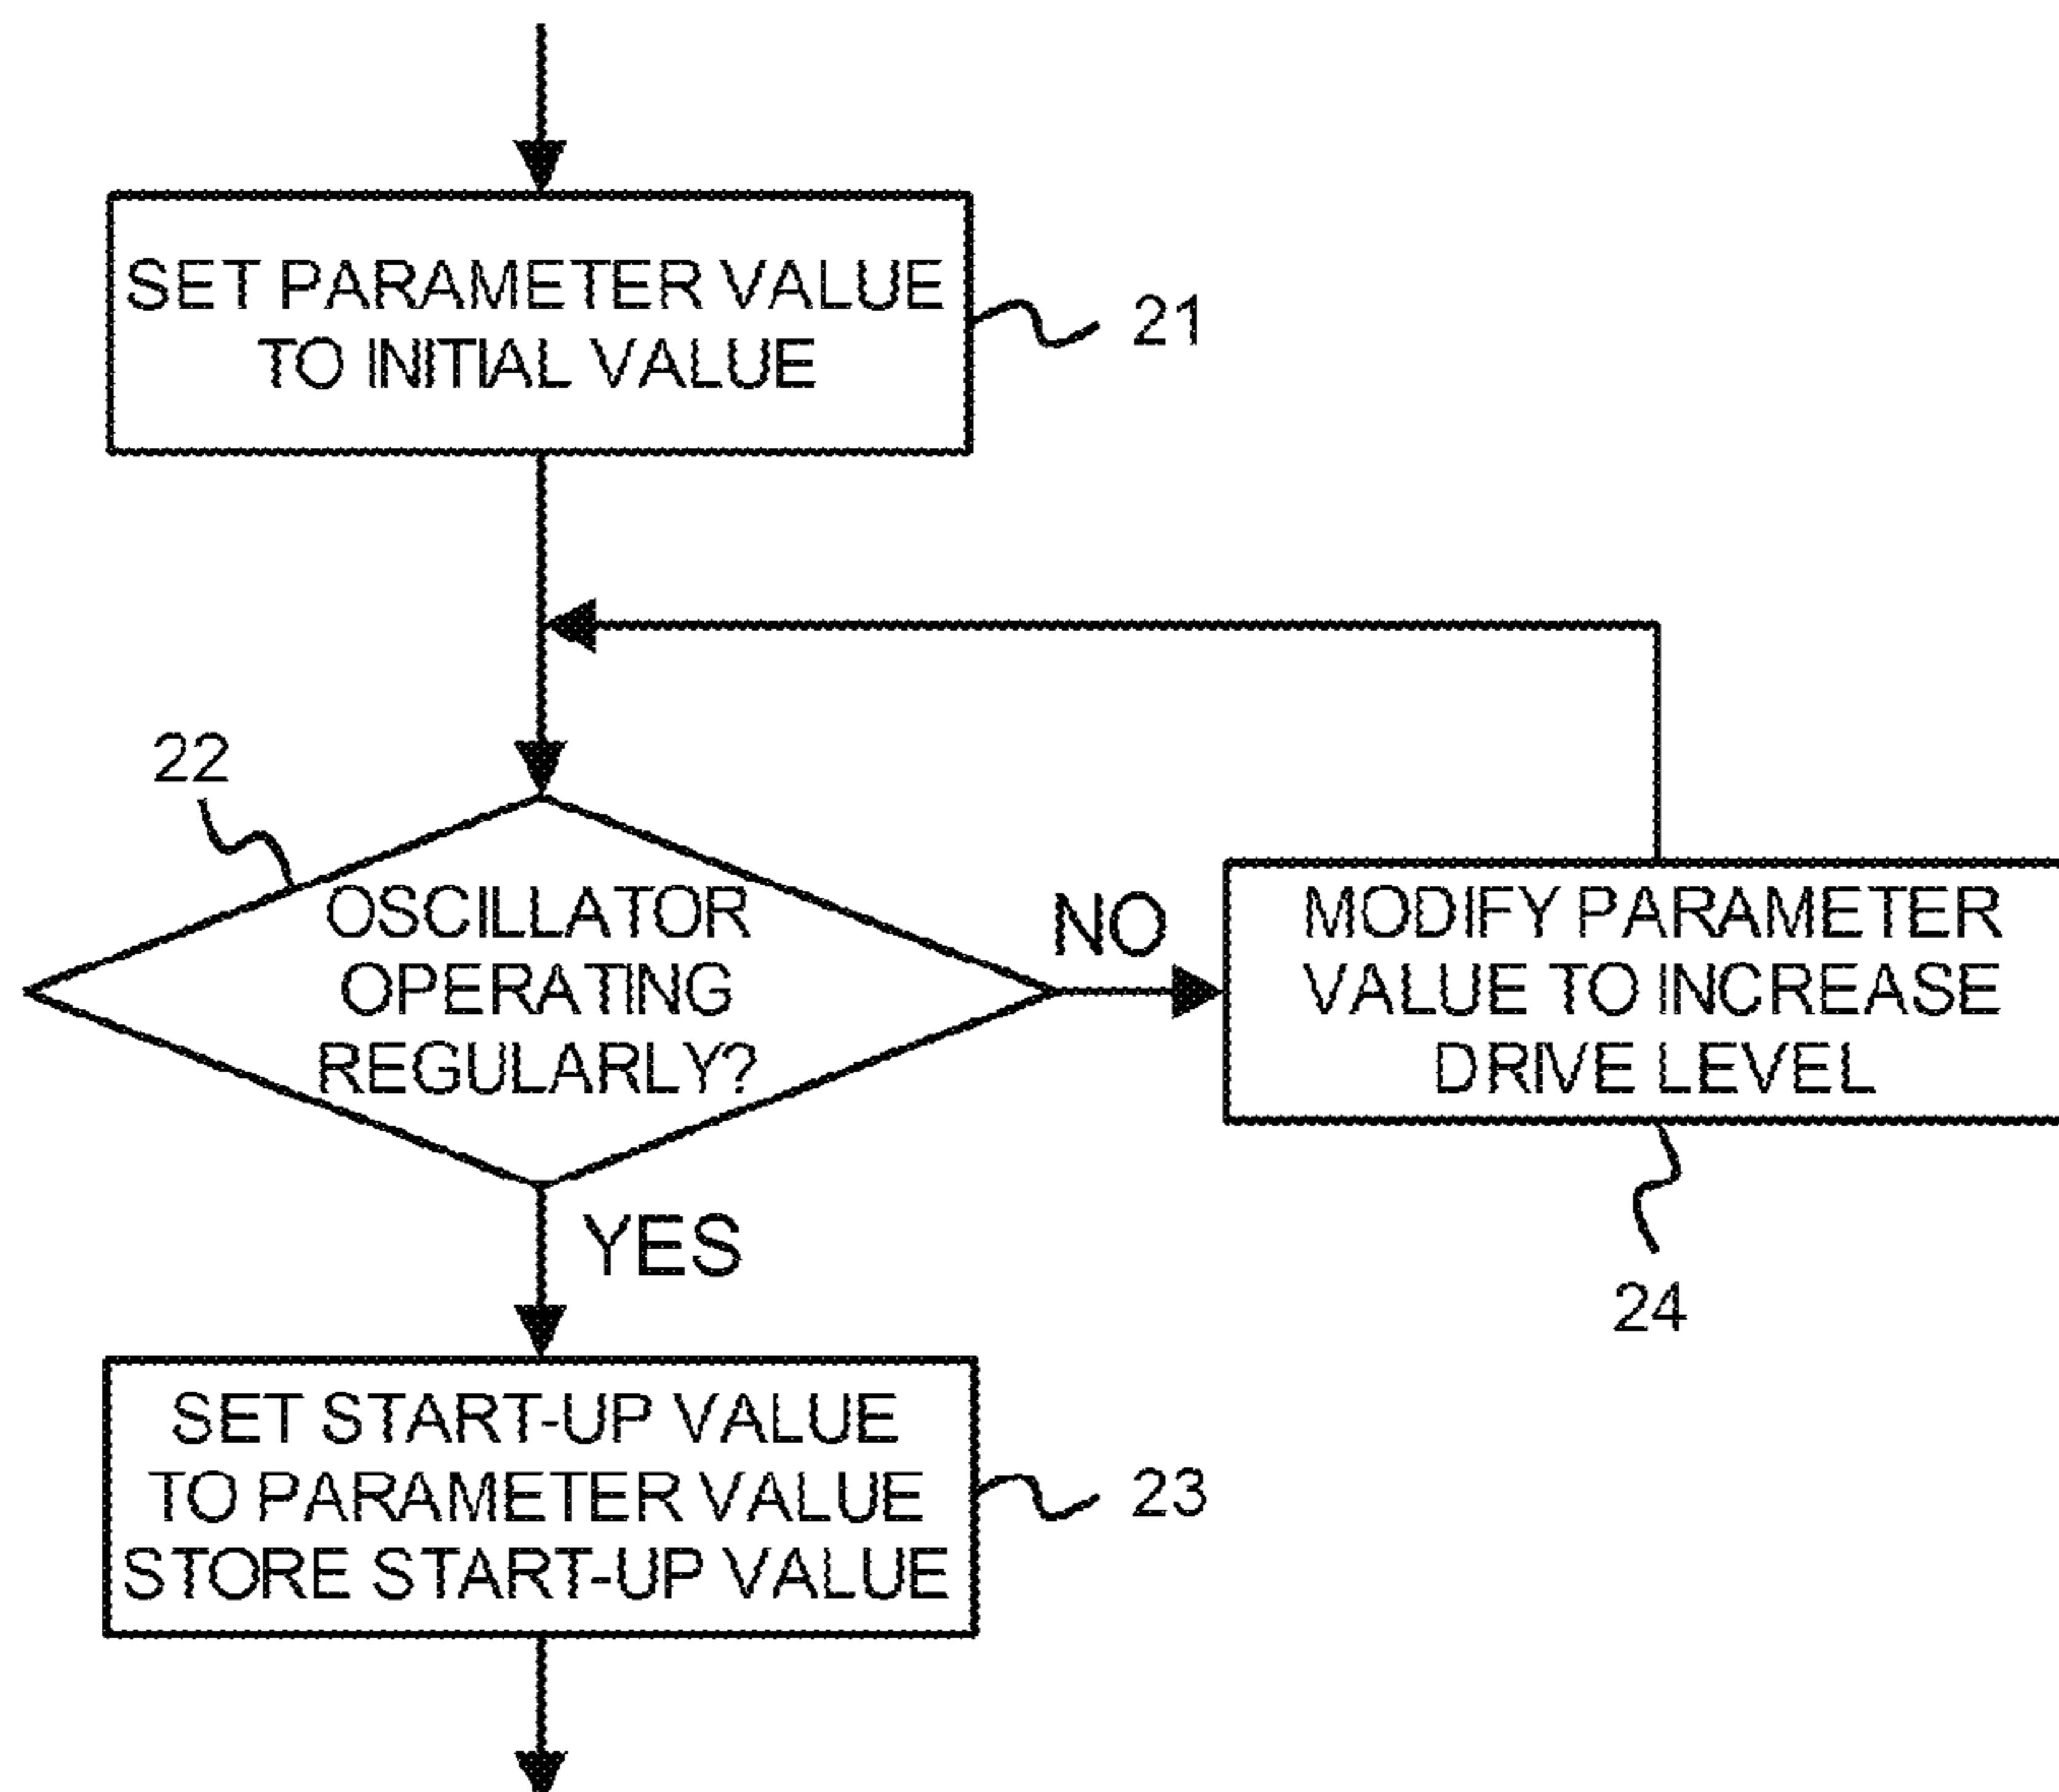 SET PARAMETER VALUE
TO INITIAL VALUE
21
22
OSCILLATOR
OPERATING
REGULARLY?
NO
MODIFY PARAMETER
VALUE TO INCREASE
DRIVE LEVEL
24
YES
SET START-UP VALUE
TO PARAMETER VALUE
STORE START-UP VALUE
23